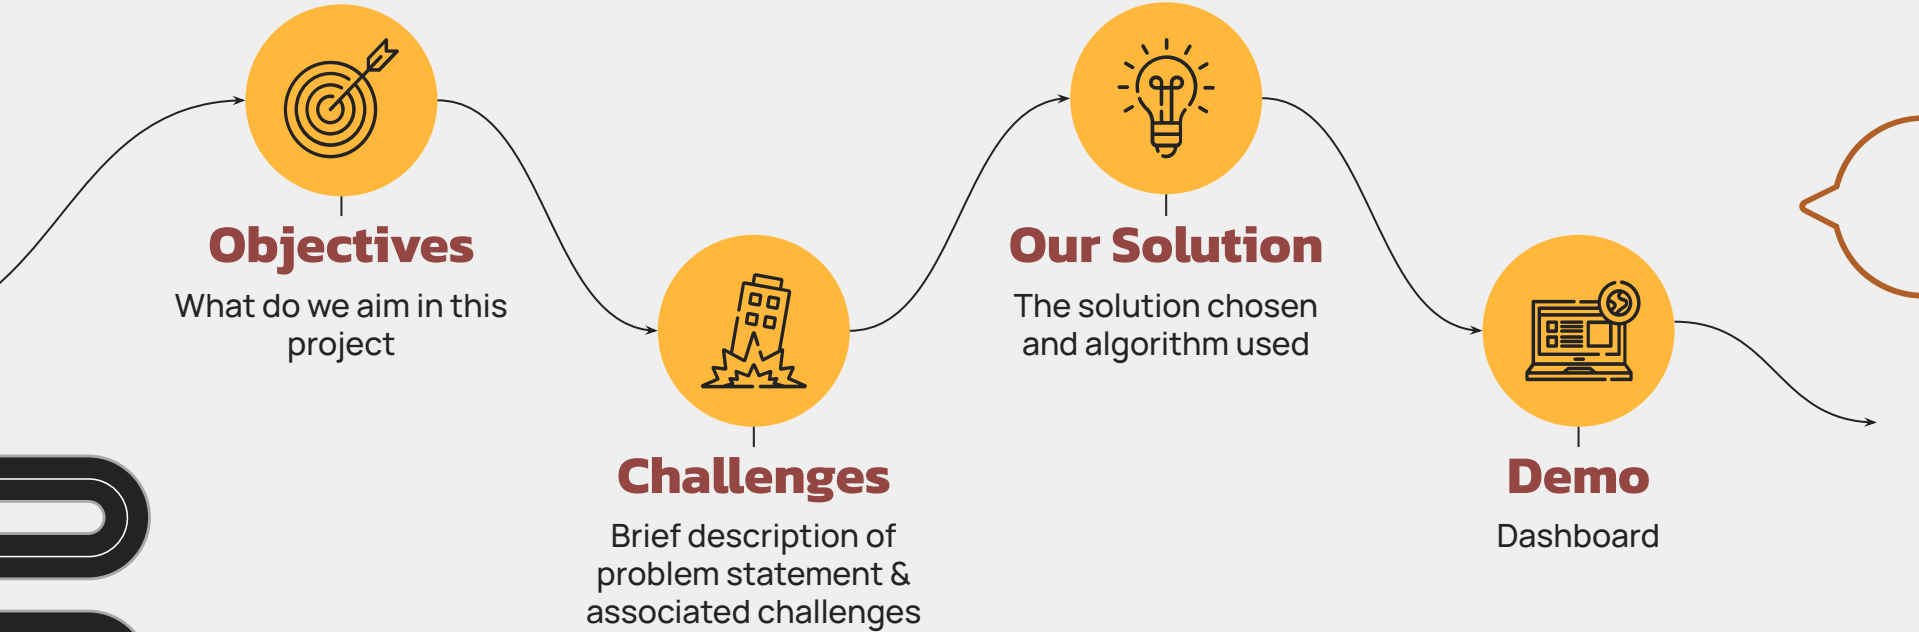 Objectives
What do we aim in this
project
Challenges
Brief description of
problem statement &
associated challenges
Our Solution
The solution chosen
and algorithm used
Demo
Dashboard